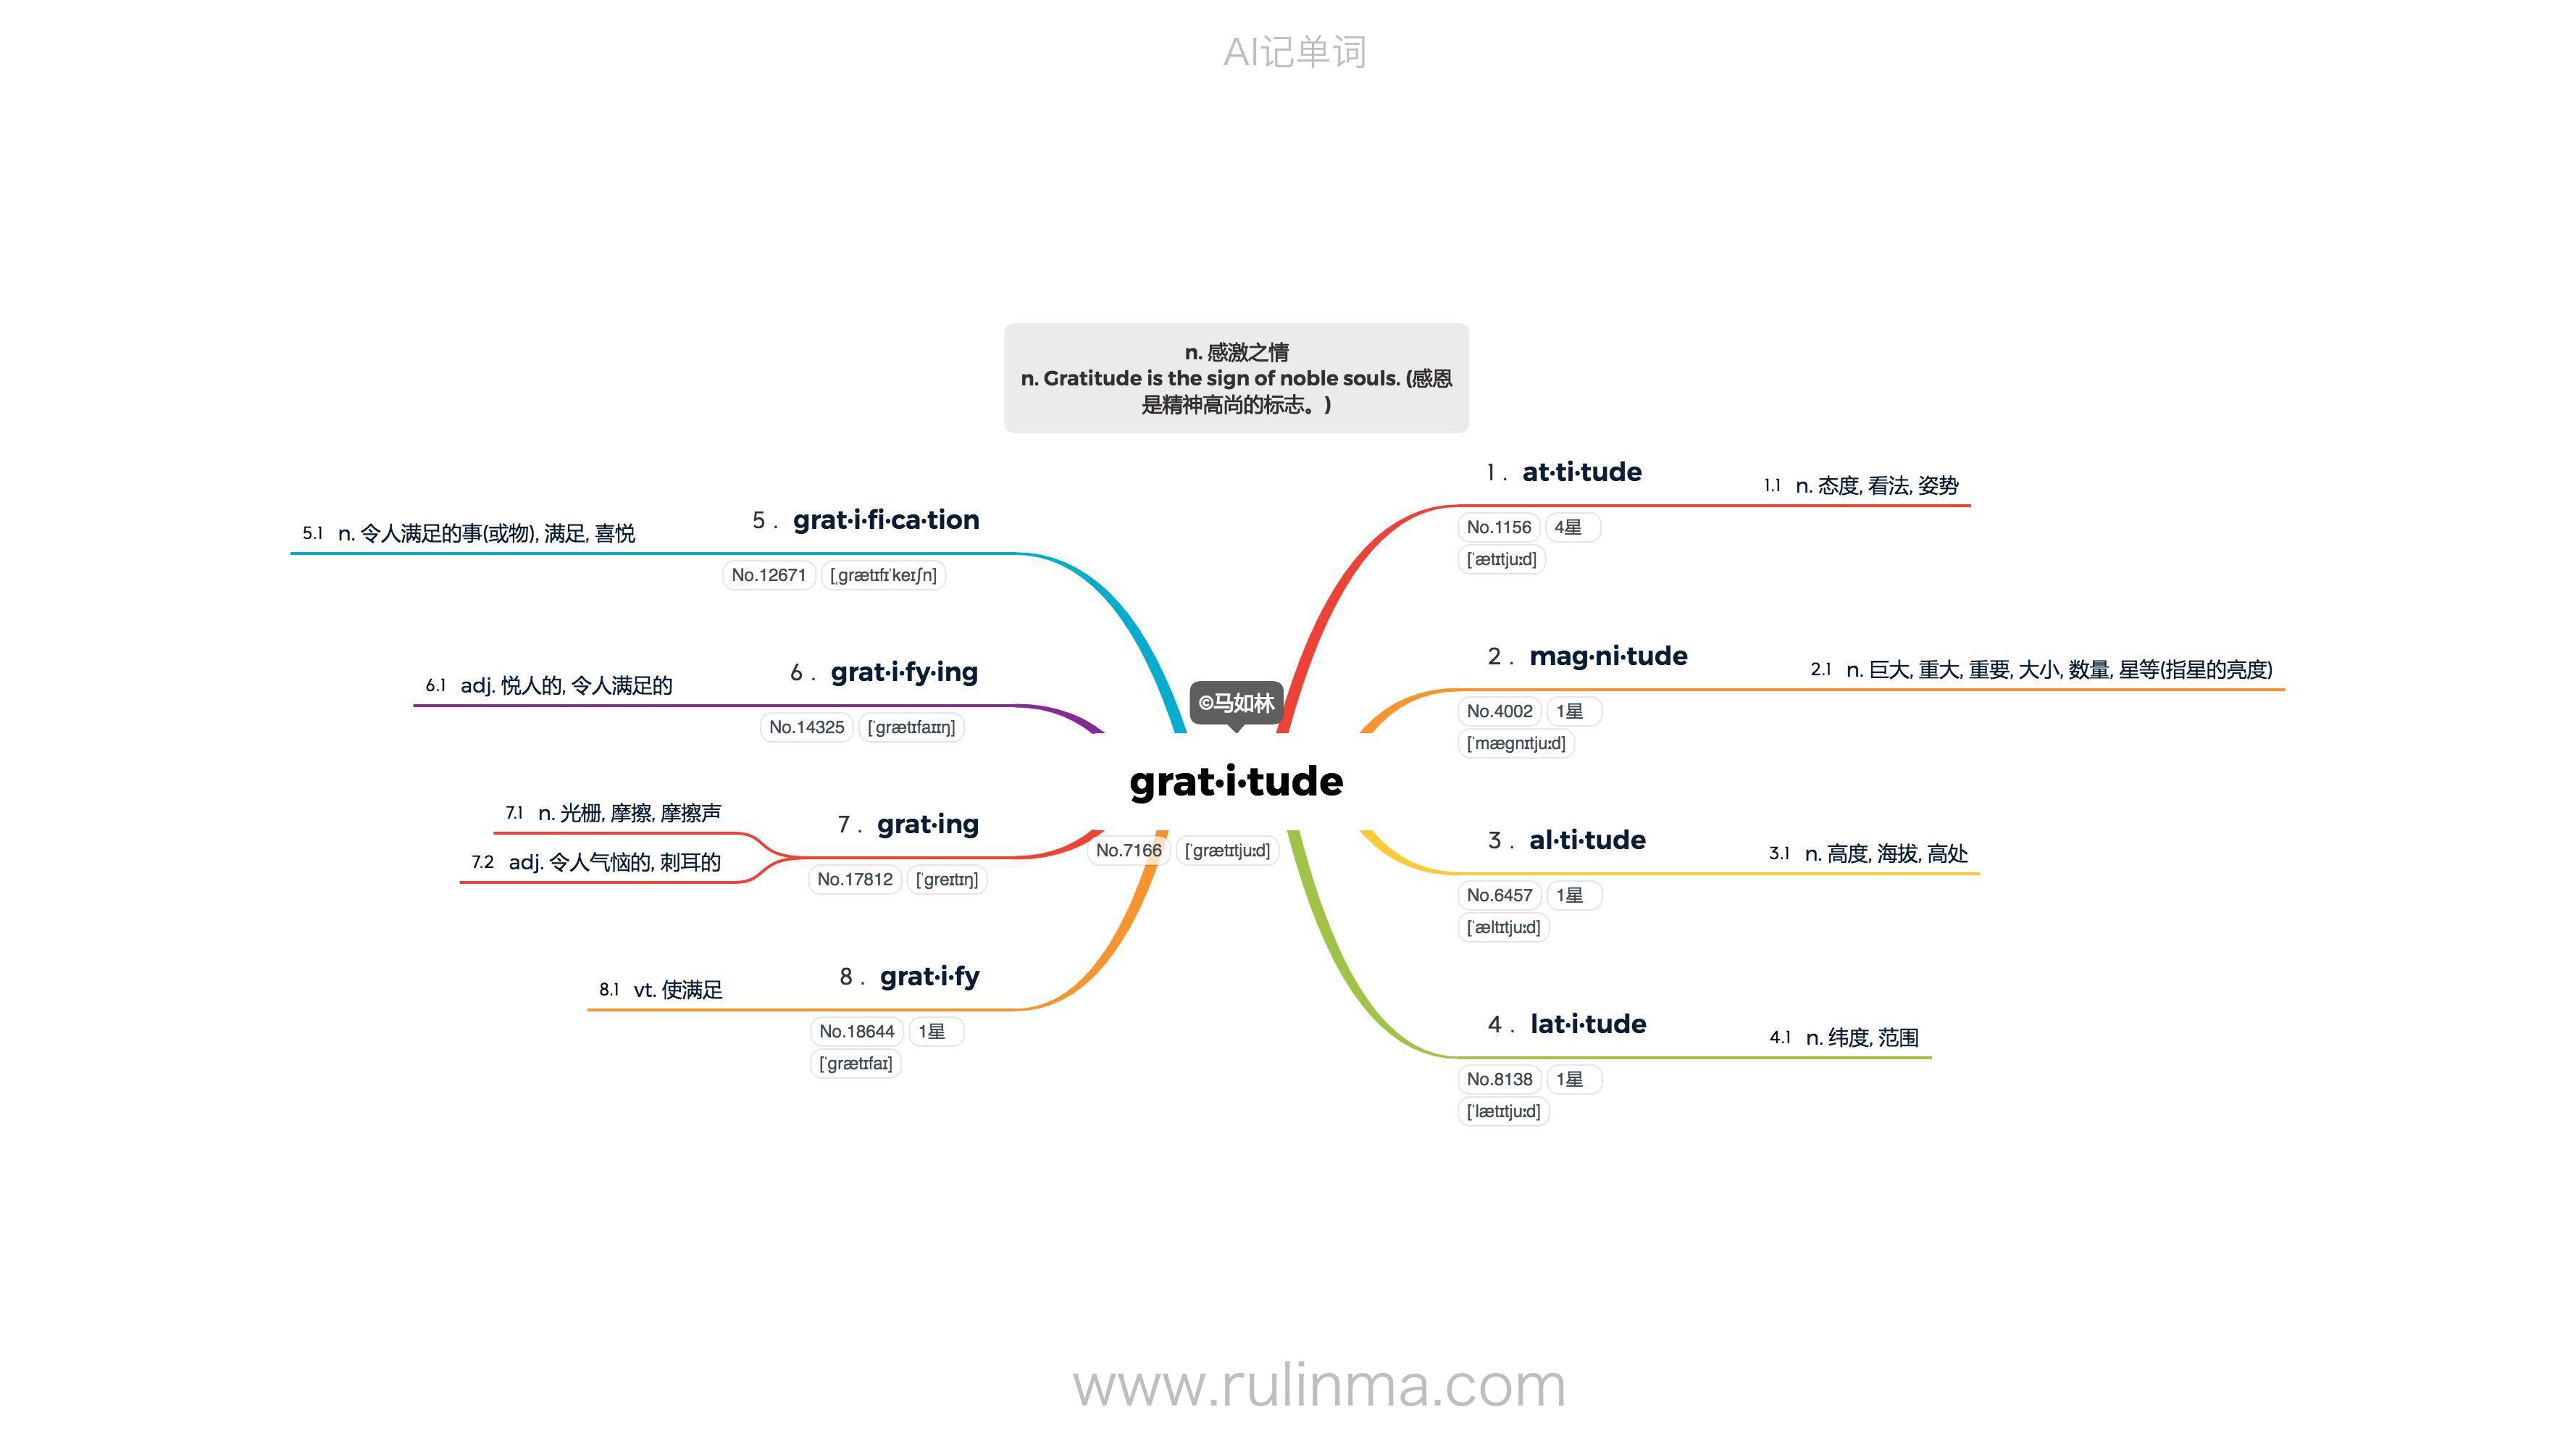 AI记单词
n. 感激之情
n. Gratitude is the sign of noble souls. (感恩
是精神高尚的标志。)
©马如林
grat·i·tude
No.7166 [ˈɡrætɪtjuːd]
1 . at·ti·tude
No.1156 4星
[ˈætɪtjuːd]
1.1 n. 态度, 看法, 姿势
2 . mag·ni·tude
No.4002 1星
[ˈmæɡnɪtjuːd]
2.1 n. 巨大, 重大, 重要, 大小, 数量, 星等(指星的亮度)
3 . al·ti·tude
No.6457 1星
[ˈæltɪtjuːd]
3.1 n. 高度, 海拔, 高处
4 . lat·i·tude
No.8138 1星
[ˈlætɪtjuːd]
4.1 n. 纬度, 范围
5 . grat·i·fi·ca·tion
No.12671 [ˌɡrætɪfɪˈkeɪʃn]
5.1 n. 令人满足的事(或物), 满足, 喜悦
6 . grat·i·fy·ing
No.14325 [ˈɡrætɪfaɪɪŋ]
6.1 adj. 悦人的, 令人满足的
7 . grat·ing
No.17812 [ˈɡreɪtɪŋ]
7.1 n. 光栅, 摩擦, 摩擦声
7.2 adj. 令人气恼的, 刺耳的
8 . grat·i·fy
No.18644 1星
[ˈɡrætɪfaɪ]
8.1 vt. 使满足
www.rulinma.com